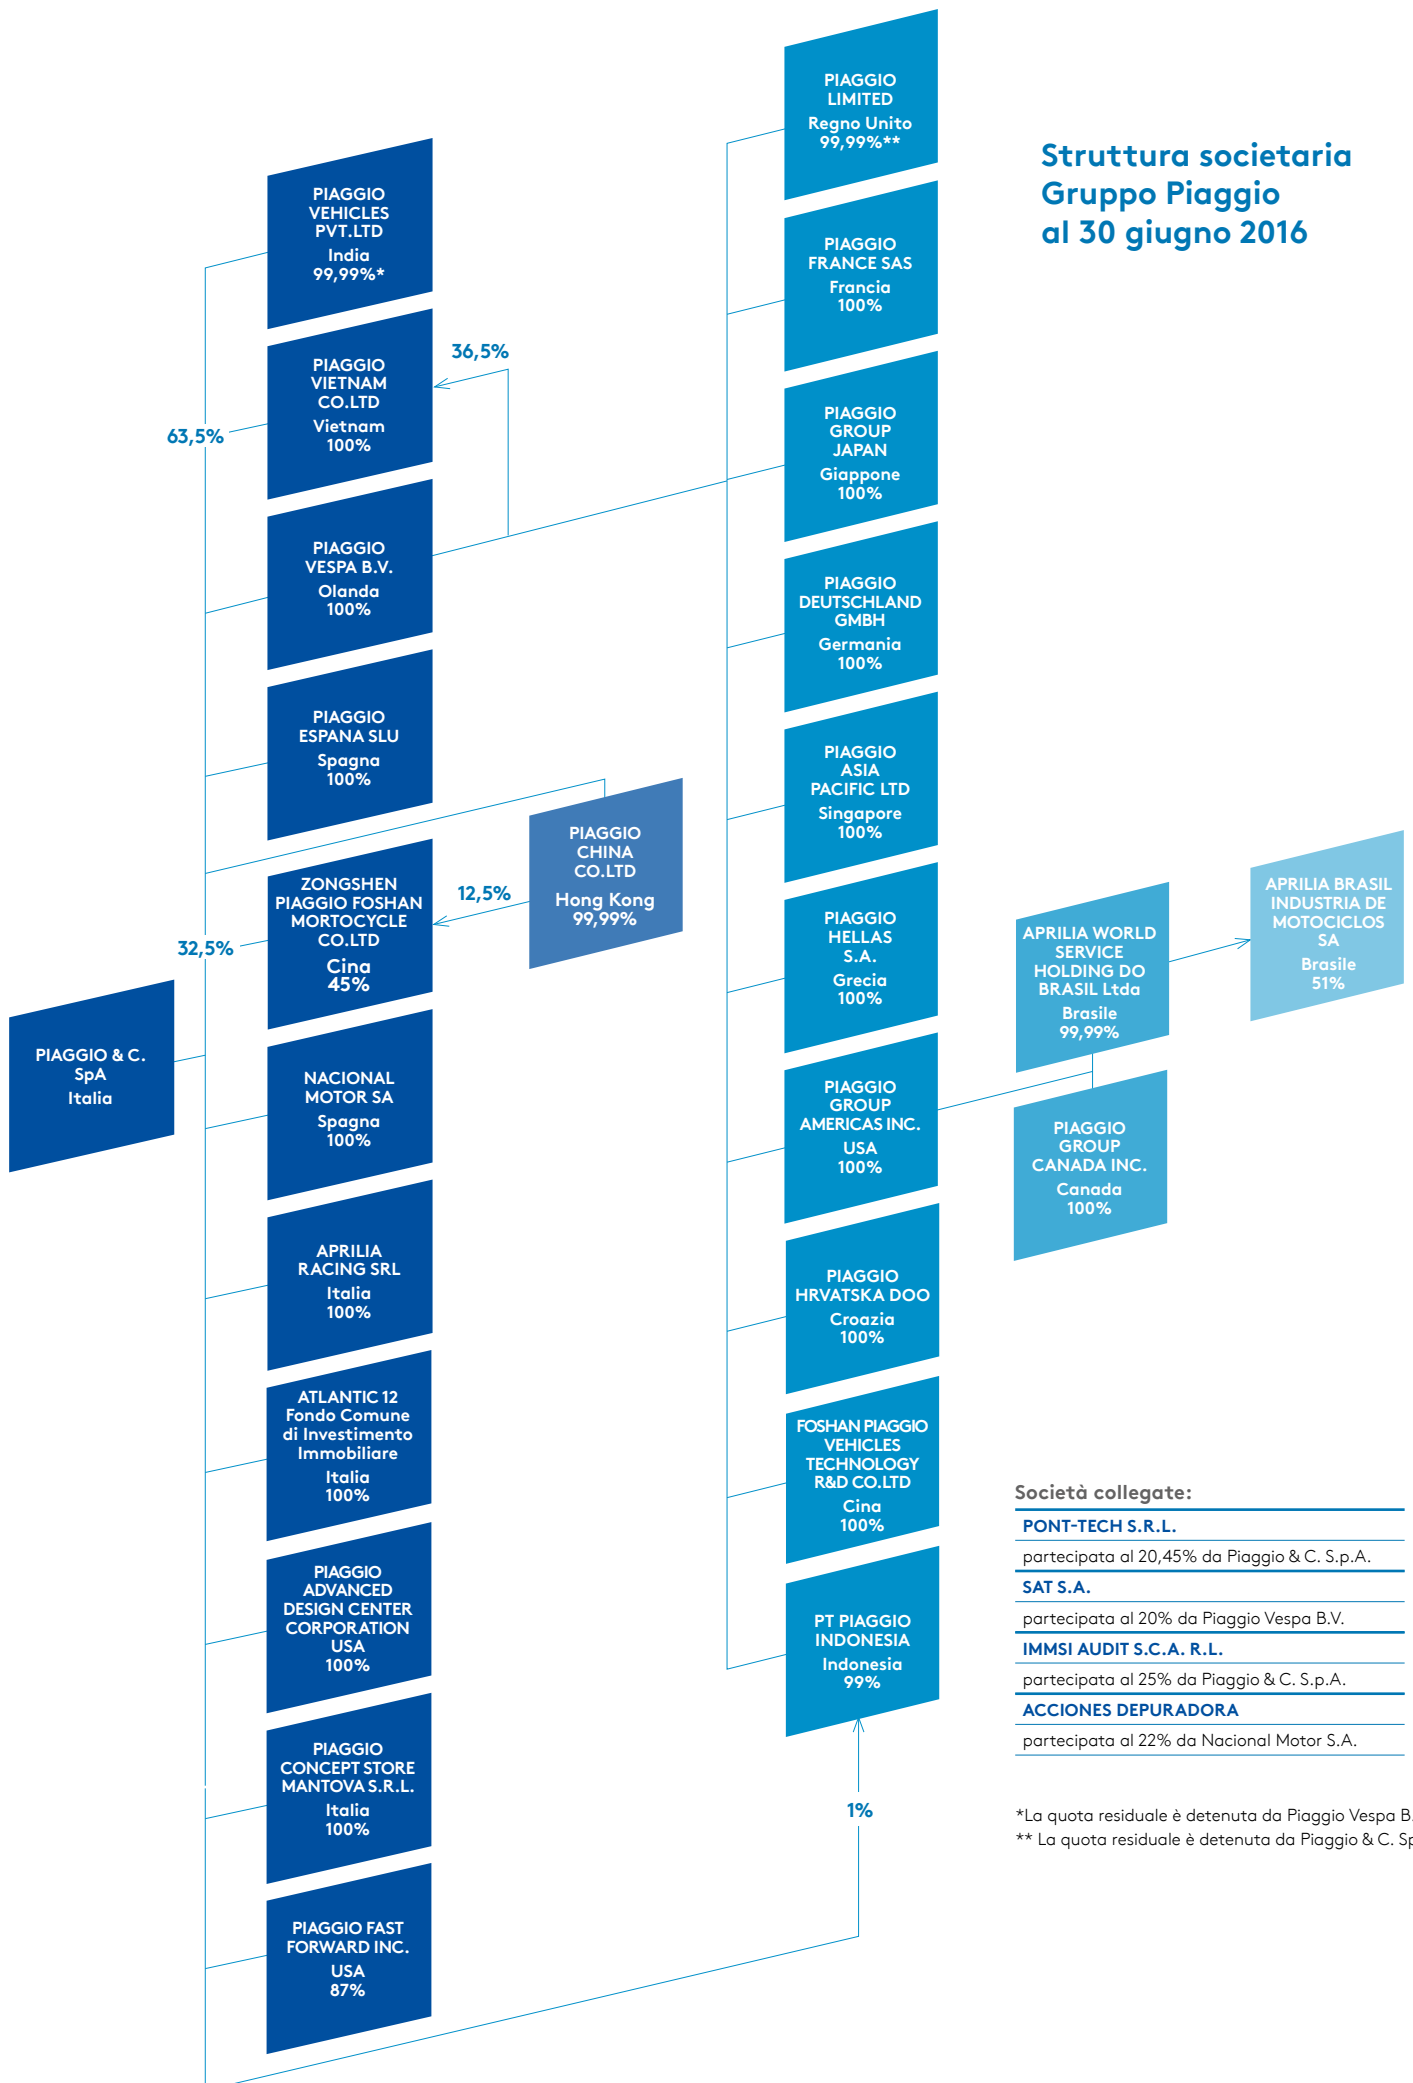 Struttura societaria
Gruppo Piaggio
al 30 giugno 2016
PIAGGIO & C.
SpA
Italia
PIAGGIO
VEHICLES
PVT.LTD
India
99,99%*
63,5%
PIAGGIO
VIETNAM
CO.LTD
Vietnam
100%
36,5%
PIAGGIO
VESPA B.V.
Olanda
100%
PIAGGIO
ESPANA SLU
Spagna
100%
32,5%
ZONGSHEN
PIAGGIO FOSHAN
MORTOCYCLE
CO.LTD
Cina
45%
12,5%
PIAGGIO
CHINA
CO.LTD
Hong Kong
99,99%
NACIONAL
MOTOR SA
Spagna
100%
APRILIA
RACING SRL
Italia
100%
ATLANTIC 12
Fondo Comune
di Investimento
Immobiliare
Italia
100%
PIAGGIO
ADVANCED
DESIGN CENTER
CORPORATION
USA
100%
PIAGGIO
CONCEPT STORE
MANTOVA S.R.L.
Italia
100%
PIAGGIO FAST
FORWARD INC.
USA
87%
PIAGGIO
LIMITED
Regno Unito
99,99%**
PIAGGIO
FRANCE SAS
Francia
100%
PIAGGIO
GROUP
JAPAN
Giappone
100%
PIAGGIO
DEUTSCHLAND
GMBH
Germania
100%
PIAGGIO
ASIA
PACIFIC LTD
Singapore
100%
PIAGGIO
HELLAS
S.A.
Grecia
100%
PIAGGIO
GROUP
AMERICAS INC.
USA
100%
PIAGGIO
HRVATSKA DOO
Croazia
100%
FOSHAN PIAGGIO
VEHICLES
TECHNOLOGY
R&D CO.LTD
Cina
100%
PT PIAGGIO
INDONESIA
Indonesia
99%
1%
APRILIA WORLD
SERVICE
HOLDING DO
BRASIL Ltda
Brasile
99,99%
PIAGGIO
GROUP
CANADA INC.
Canada
100%
APRILIA BRASIL
INDUSTRIA DE
MOTOCICLOS
SA
Brasile
51%
Società collegate:
PONT-TECH S.R.L.
partecipata al 20,45% da Piaggio & C. S.p.A.
SAT S.A.
partecipata al 20% da Piaggio Vespa B.V.
IMMSI AUDIT S.C.A. R.L.
partecipata al 25% da Piaggio & C. S.p.A.
ACCIONES DEPURADORA
partecipata al 22% da Nacional Motor S.A.
*La quota residuale è detenuta da Piaggio Vespa B.
** La quota residuale è detenuta da Piaggio & C. Sp